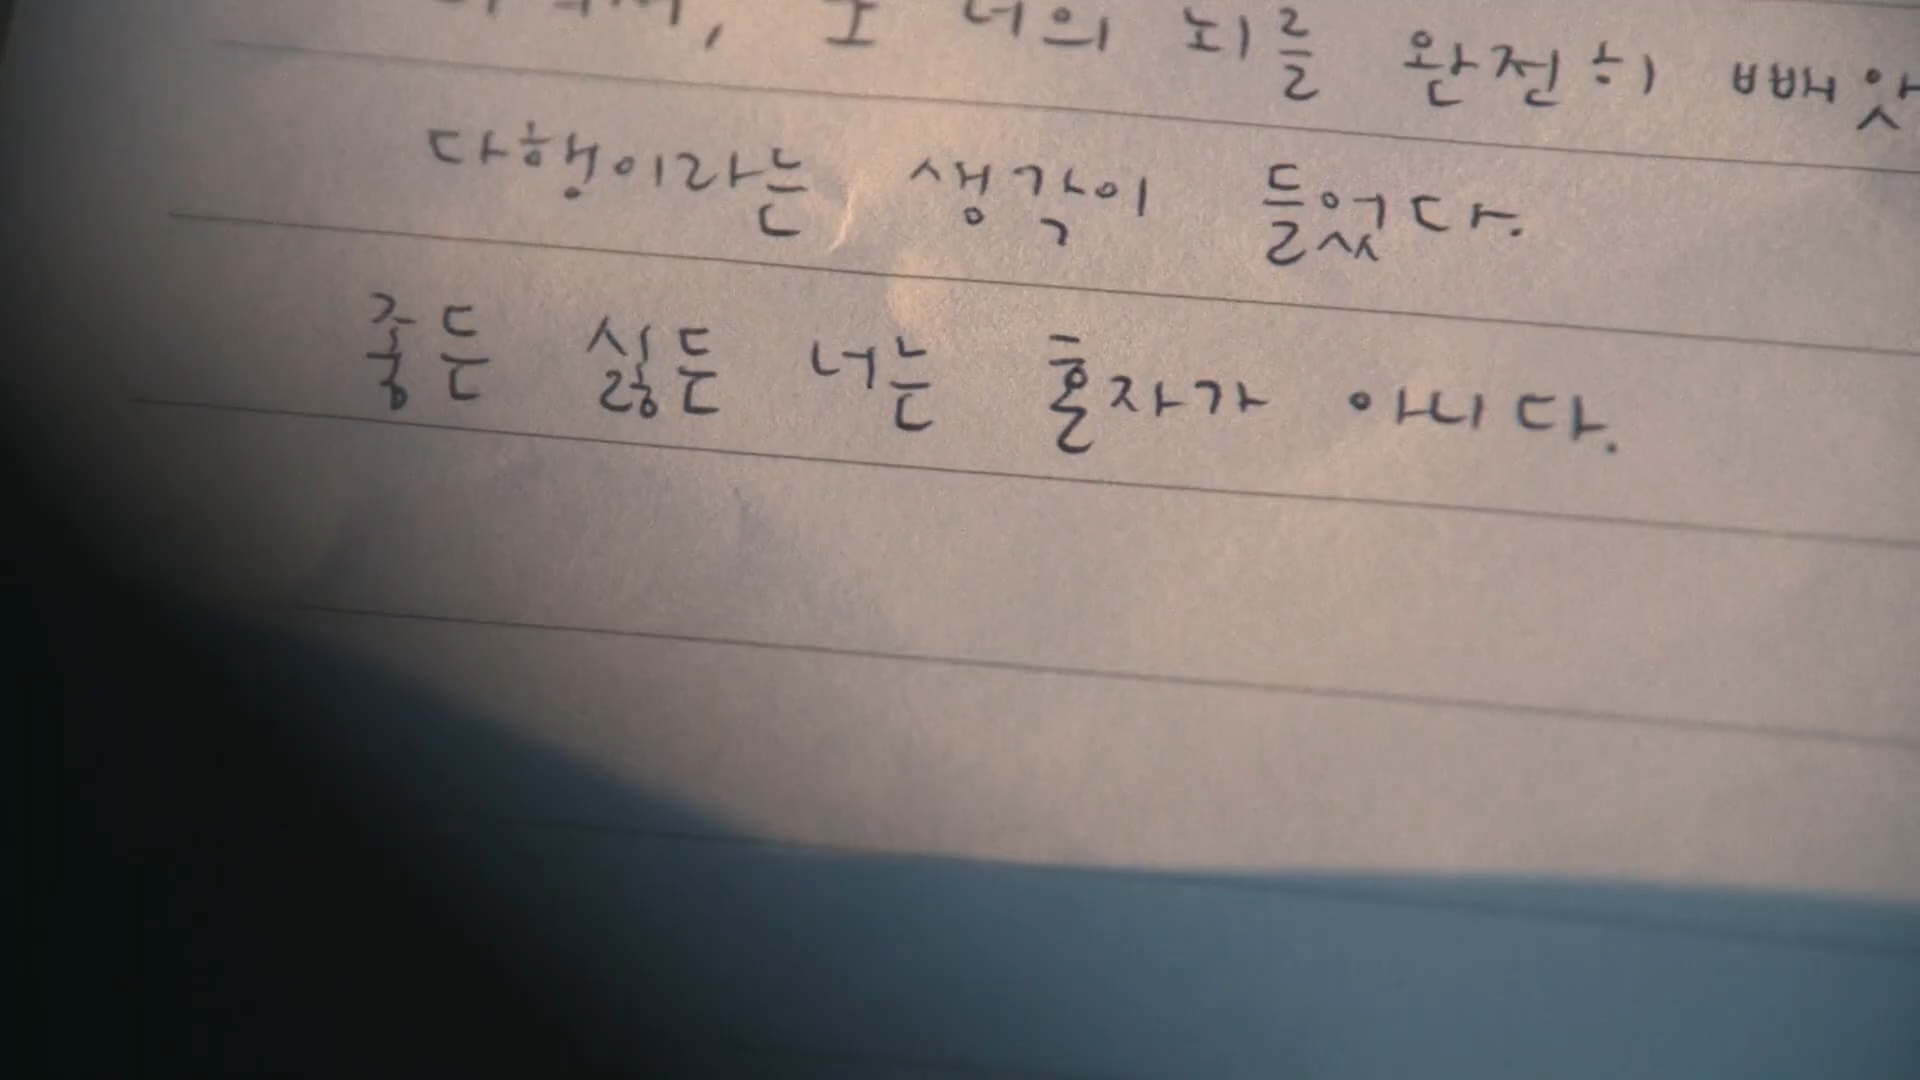 너의 뇌를 완전히
다행이라는 생각이 들었다.
좋든 싫든 너는 혼자가 아니다.